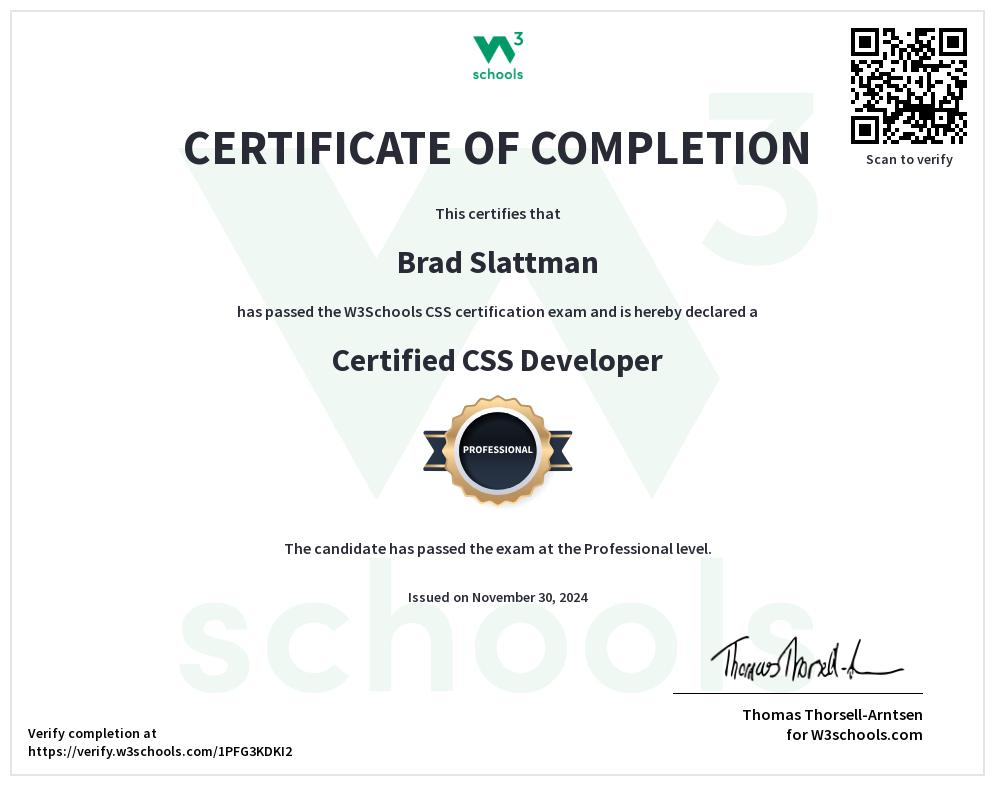 W3
schools
Scan to verify
CERTIFICATE OF COMPLETION
This certifies that
Brad Slattman
has passed the W3Schools CSS certification exam and is hereby declared a
Certified CSS Developer
PROFESSIONAL
The candidate has passed the exam at the Professional level.
Issued on November 30, 2024
Thomas Thorsell-A
Thomas Thorsell-Arntsen
for W3schools.com
Verify completion at
https://verify.w3schools.com/1PFG3KDKI2
W3
schools